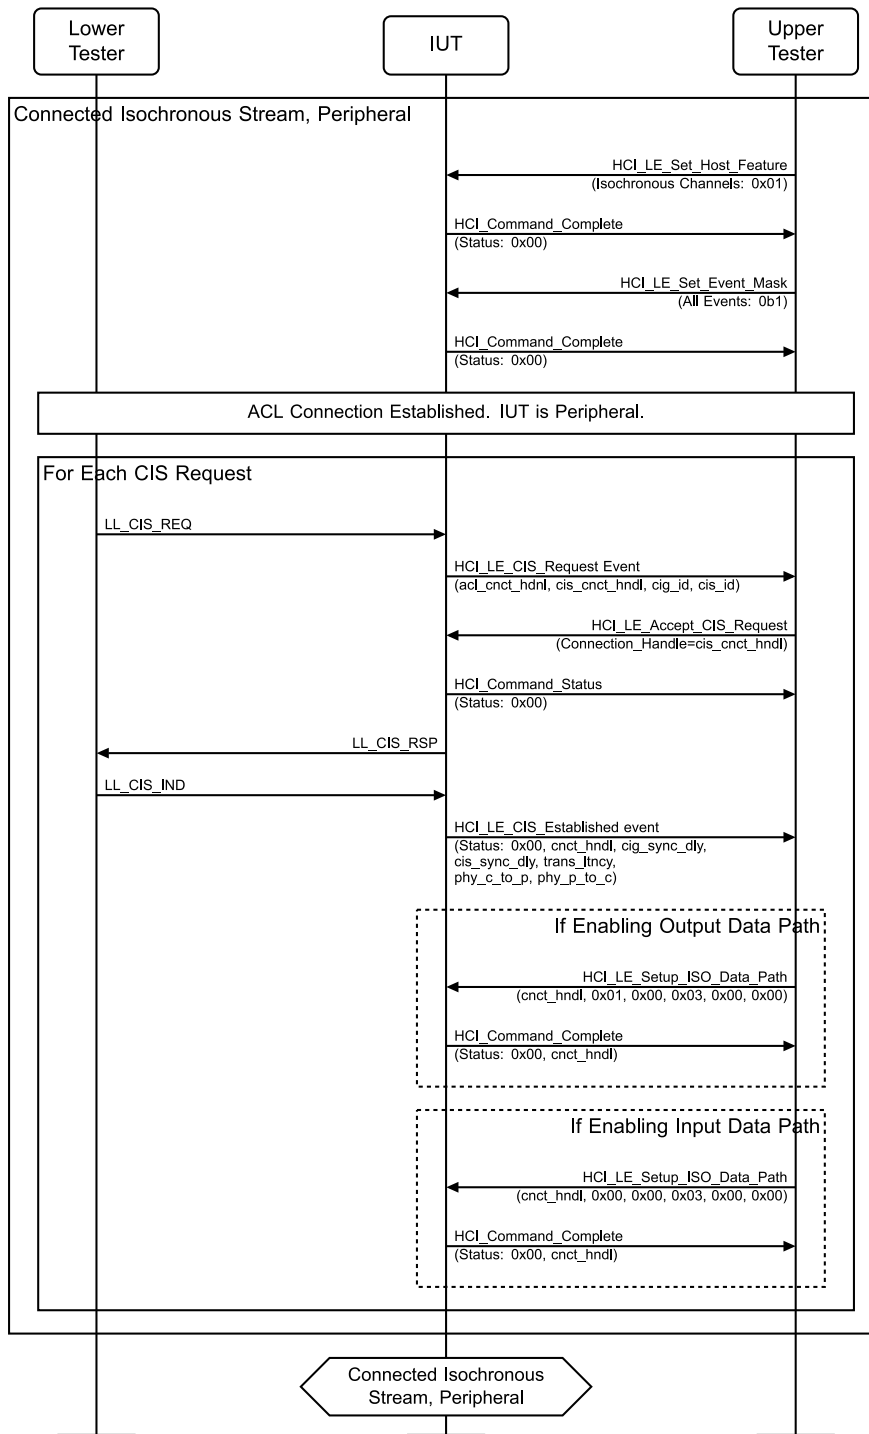 Lower
Tester
IUT
Upper
Tester
Connected Isochronous Stream, Peripheral
HCI_LE_Set_Host_Feature
(Isochronous Channels: 0x01)
HCI_Command_Complete
(Status: 0x00)
HCI_LE_Set_Event_Mask
(All Events: 0b1)
HCI_Command_Complete
(Status: 0x00)
ACL Connection Established. IUT is Peripheral.
For Each CIS Request
LL_CIS_REQ
HCI_LE_CIS_Request Event
(acl_cnct_hdnl, cis_cnct_hndl, cig_id, cis_id)
HCI_LE_Accept_CIS_Request
(Connection_Handle=cis_cnct_hndl)
HCI_Command_Status
(Status: 0x00)
LL_CIS_RSP
LL_CIS_IND
HCI_LE_CIS_Established event
(Status: 0x00, cnct_hndl, cig_sync_dly,
cis_sync_dly, trans_ltncy,
phy_c_to_p, phy_p_to_c)
If Enabling Output Data Path
HCI_LE_Setup_ISO_Data_Path
(cnct_hndl, 0x01, 0x00, 0x03, 0x00, 0x00)
HCI_Command_Complete
(Status: 0x00, cnct_hndl)
If Enabling Input Data Path
HCI_LE_Setup_ISO_Data_Path
(cnct_hndl, 0x00, 0x00, 0x03, 0x00, 0x00)
HCI_Command_Complete
(Status: 0x00, cnct_hndl)
Connected Isochronous
Stream, Peripheral